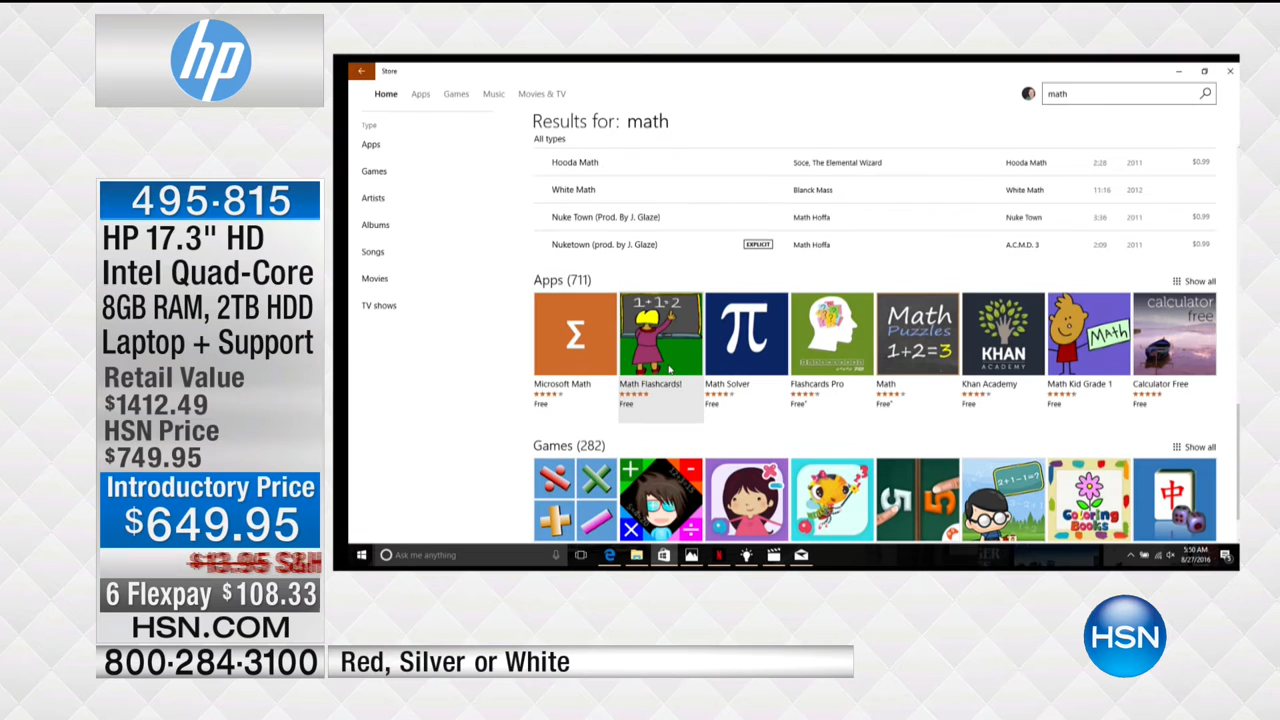 hp
495·815
HP 17.3" HD
Intel Quad-Core
8GB RAM, 2TB HDD
Laptop + Support
Retail Value
$1412.49
HSN Price
$749.95
Introductory Price
$649.95
$13.95 S&H
6 Flexpay $108.33
HSN.COM
800·284·3100
Red, Silver or White
HSN
Store
Home Apps Games Music Movies & TV
math
Type
Apps
Games
Artists
Albums
Songs
Movies
TV shows
Results for: math
All types
Hooda Math Soce, The Elemental Wizard Hooda Math 2:28 2011 $0.99
White Math Blanck Mass White Math 11:16 2012
Nuke Town (Prod. By J. Glaze) Math Hoffa Nuke Town 3:36 2011 $0.99
Nuketown (prod. by J. Glaze) EXPLICIT Math Hoffa A.C.M.D. 3 2:09 2011 $0.99
Apps (711) Show all
Σ
1+1=2
π
Math
Puzzles
1+2=3
KHAN
ACADEMY
MATH
calculator
free
Microsoft Math Math Flashcards! Math Solver Flashcards Pro Math Khan Academy Math Kid Grade 1 Calculator Free
Free Free Free Free* Free* Free Free Free
Games (282) Show all
5 5
2+1-1=?
Coloring
Books
中
Ask me anything
5:50 AM
8/27/2016